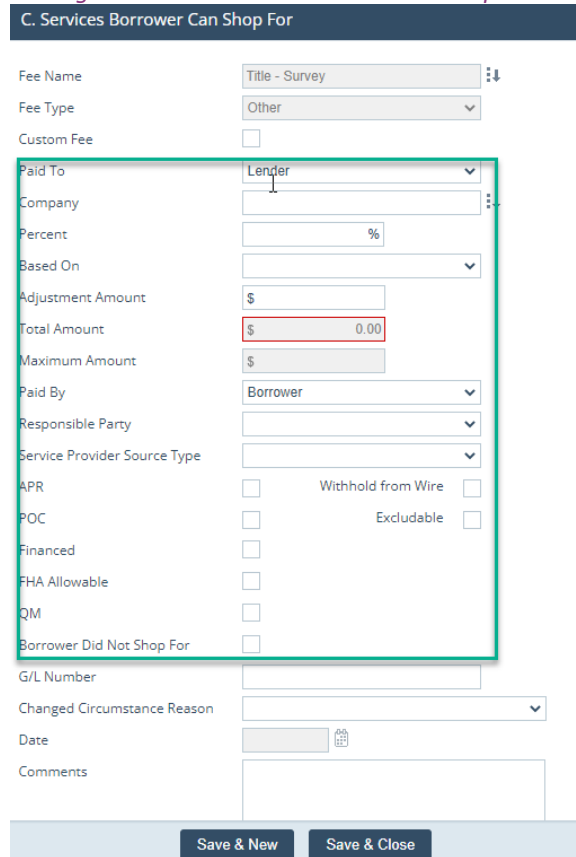 C. Services Borrower Can Shop For
Fee Name Title - Survey
Fee Type Other
Custom Fee
Paid To Lender
Company
Percent %
Based On
Adjustment Amount $
Total Amount $ 0.00
Maximum Amount $
Paid By Borrower
Responsible Party
Service Provider Source Type
APR Withhold from Wire
POC Excludable
Financed
FHA Allowable
QM
Borrower Did Not Shop For
G/L Number
Changed Circumstance Reason
Date
Comments
Save & New Save & Close